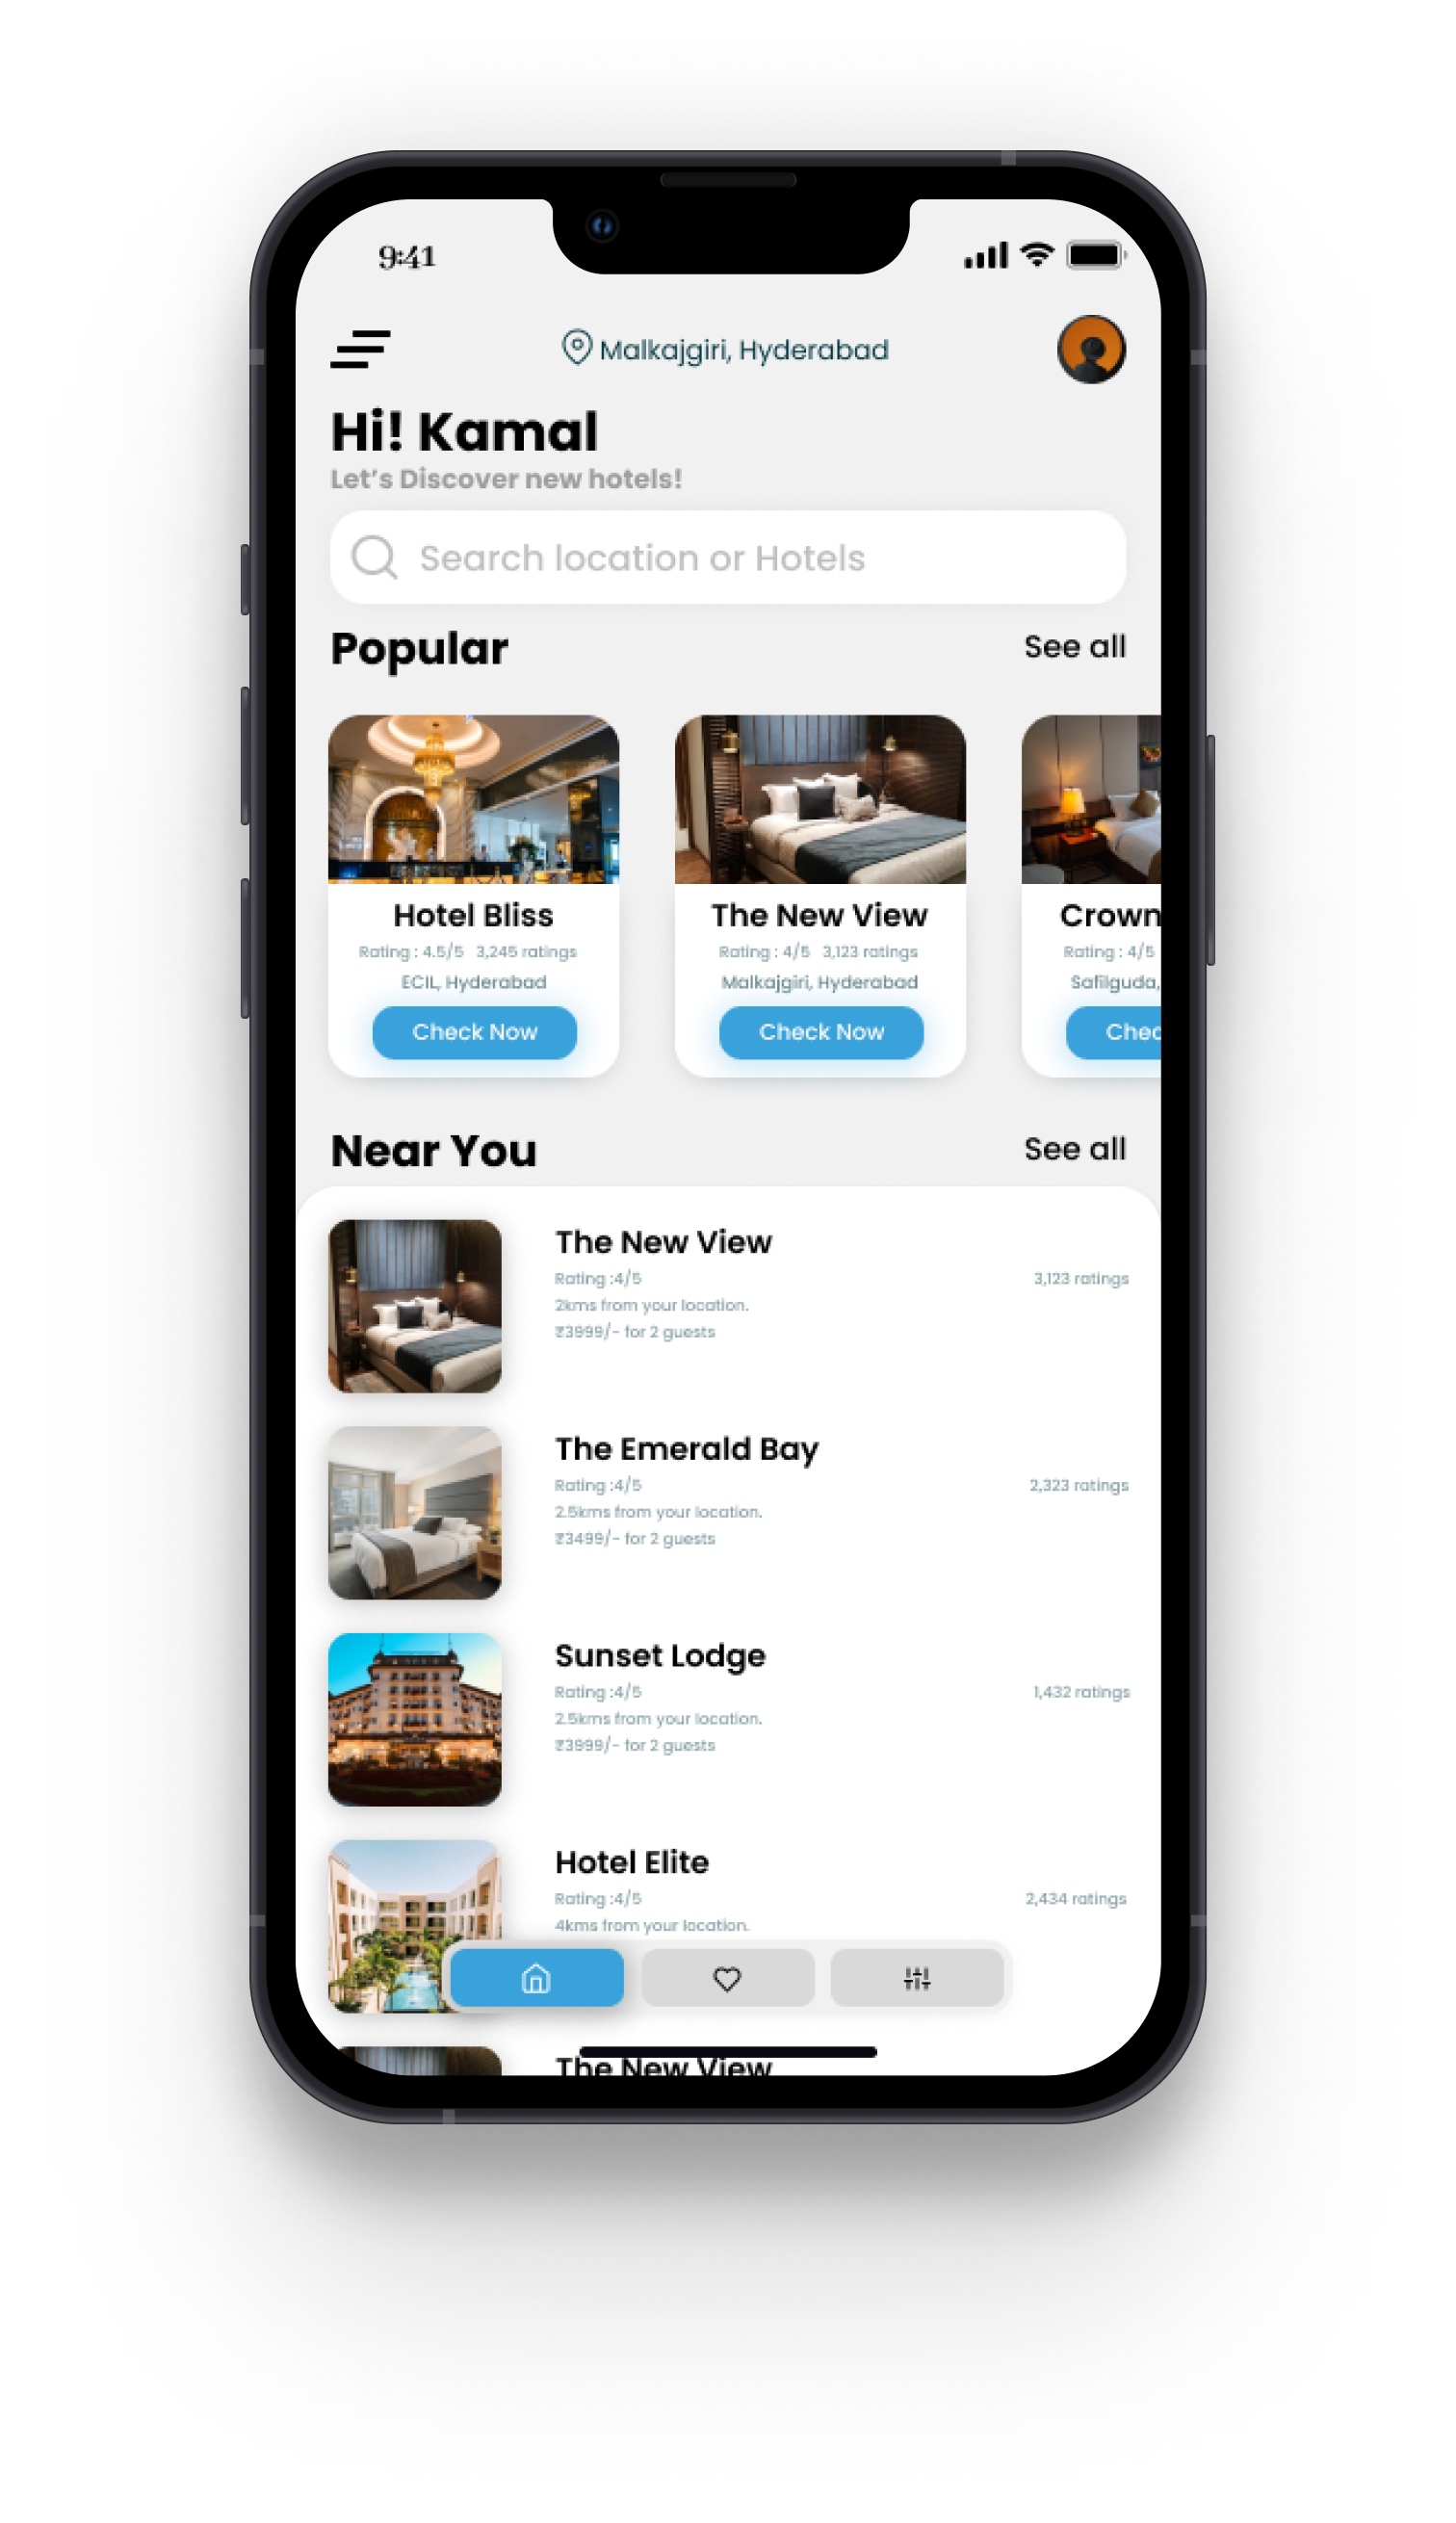 9:41
Malkajgiri, Hyderabad
Hi! Kamal
Let's Discover new hotels!
Search location or Hotels
Popular
See all
Hotel Bliss
Rating : 4.5/5 3,245 ratings
ECIL, Hyderabad
Check Now
The New View
Rating : 4/5 3,123 ratings
Malkajgiri, Hyderabad
Check Now
Crown
Rating : 4/5
Safilguda,
Chec
Near You
See all
The New View
Rating :4/5
3,123 ratings
2kms from your location.
₹3999/- for 2 guests
The Emerald Bay
Rating :4/5
2,323 ratings
2.5kms from your location.
₹3499/- for 2 guests
Sunset Lodge
Rating :4/5
1,432 ratings
2.5kms from your location.
₹3999/- for 2 guests
Hotel Elite
Rating :4/5
2,434 ratings
4kms from your location.
The New View